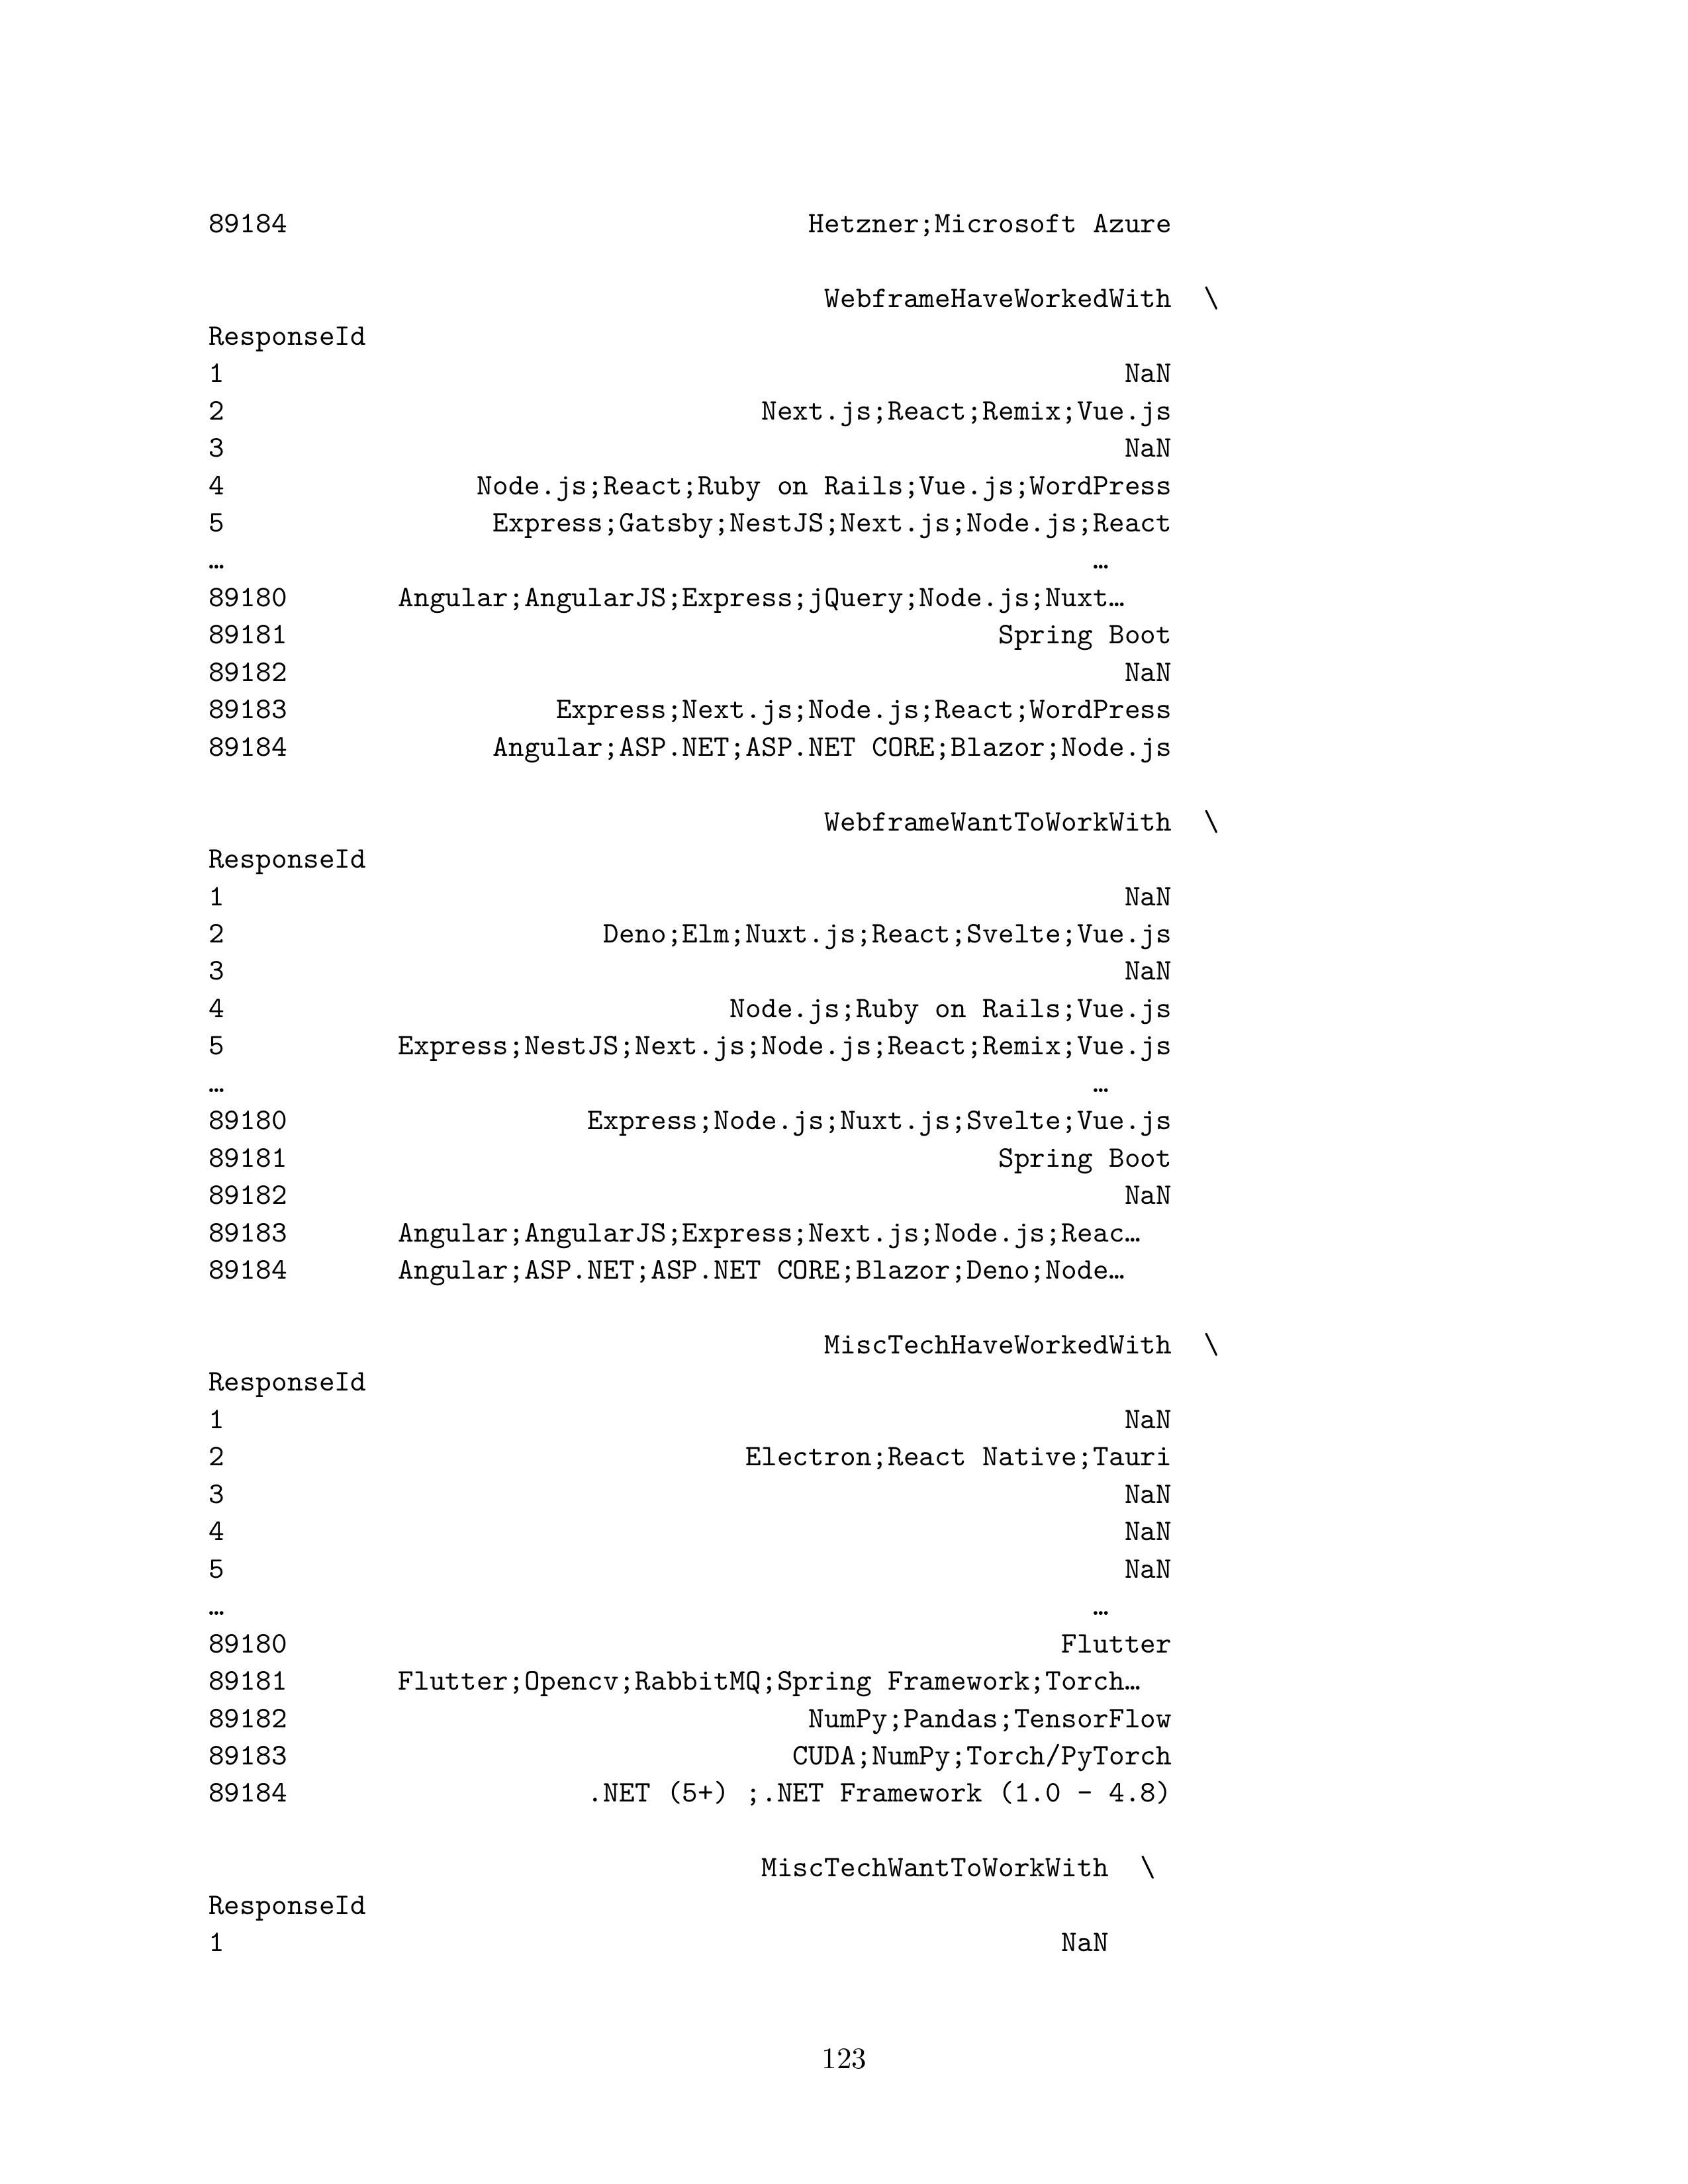 89184 Hetzner;Microsoft Azure
WebframeHaveWorkedWith \
ResponseId
1 NaN
2 Next.js;React;Remix;Vue.js
3 NaN
4 Node.js;React;Ruby on Rails;Vue.js;WordPress
5 Express;Gatsby;NestJS;Next.js;Node.js;React
… …
89180 Angular;AngularJS;Express;jQuery;Node.js;Nuxt…
89181 Spring Boot
89182 NaN
89183 Express;Next.js;Node.js;React;WordPress
89184 Angular;ASP.NET;ASP.NET CORE;Blazor;Node.js
WebframeWantToWorkWith \
ResponseId
1 NaN
2 Deno;Elm;Nuxt.js;React;Svelte;Vue.js
3 NaN
4 Node.js;Ruby on Rails;Vue.js
5 Express;NestJS;Next.js;Node.js;React;Remix;Vue.js
… …
89180 Express;Node.js;Nuxt.js;Svelte;Vue.js
89181 Spring Boot
89182 NaN
89183 Angular;AngularJS;Express;Next.js;Node.js;Reac…
89184 Angular;ASP.NET;ASP.NET CORE;Blazor;Deno;Node…
MiscTechHaveWorkedWith \
ResponseId
1 NaN
2 Electron;React Native;Tauri
3 NaN
4 NaN
5 NaN
… …
89180 Flutter
89181 Flutter;Opencv;RabbitMQ;Spring Framework;Torch…
89182 NumPy;Pandas;TensorFlow
89183 CUDA;NumPy;Torch/PyTorch
89184 .NET (5+) ;.NET Framework (1.0 - 4.8)
MiscTechWantToWorkWith \
ResponseId
1 NaN
123